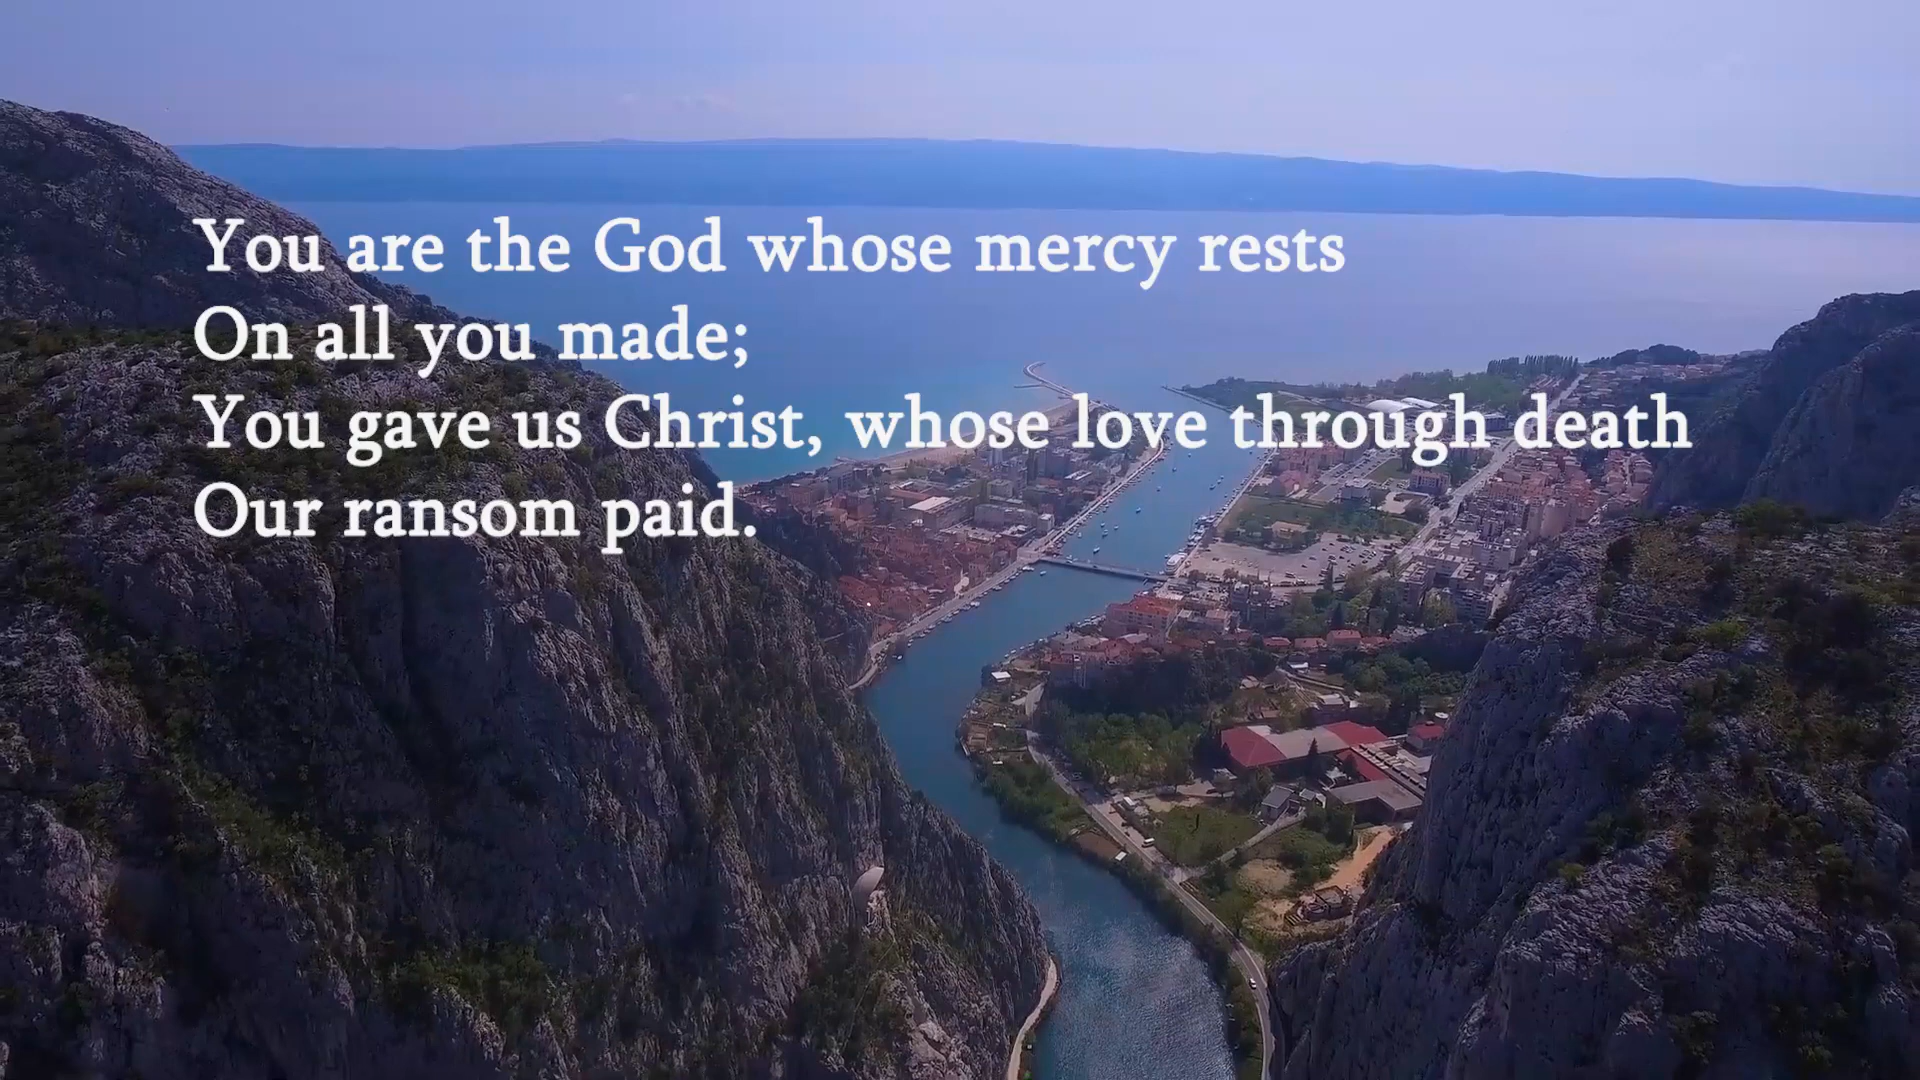 You are the God whose mercy rests
On all you made;
You gave us Christ, whose love through death
Our ransom paid.